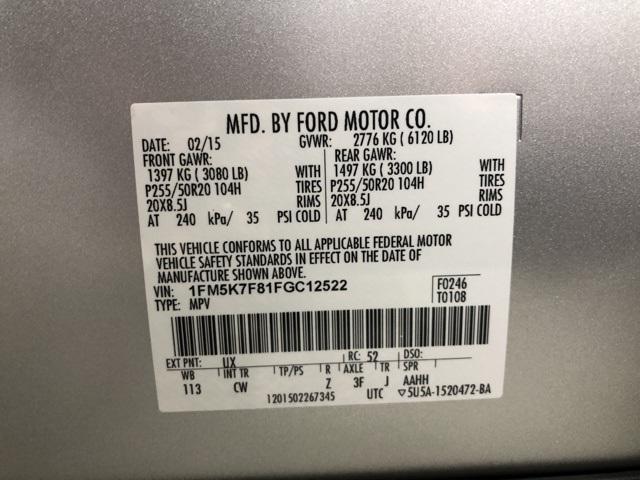 MFD. BY FORD MOTOR CO.
DATE: 02/15 GVWR: 2776 KG ( 6120 LB)
FRONT GAWR: REAR GAWR:
1397 KG ( 3080 LB) WITH 1497 KG ( 3300 LB) WITH
P255/50R20 104H TIRES P255/50R20 104H TIRES
20X8.5J RIMS 20X8.5J RIMS
AT 240 kPa/ 35 PSI COLD AT 240 kPa/ 35 PSI COLD
THIS VEHICLE CONFORMS TO ALL APPLICABLE FEDERAL MOTOR
VEHICLE SAFETY STANDARDS IN EFFECT ON THE DATE OF
MANUFACTURE SHOWN ABOVE.
VIN: 1FM5K7F81FGC12522 F0246
TYPE: MPV T0108
EXT PNT: UX RC: 52 DSO:
WB INT TR TP/PS R AXLE TR SPR
113 CW Z 3F J AAHH
1201502267345 UTC ▽5U5A-1520472-BA